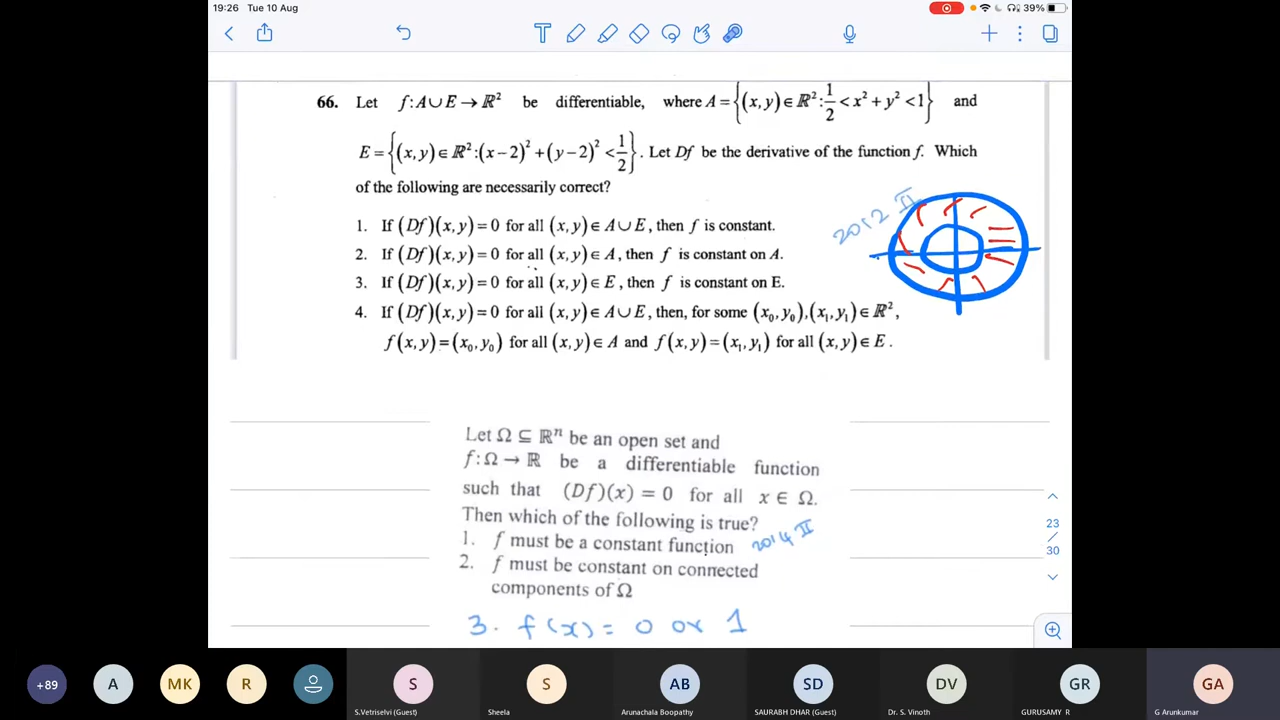 19:26 Tue 10 Aug
39%
66. Let f : A ∪ E → ℝ² be differentiable, where A = {(x, y) ∈ ℝ² : 1/2 < x² + y² < 1} and
E = {(x, y) ∈ ℝ² : (x − 2)² + (y − 2)² < 1/2}. Let Df be the derivative of the function f. Which
of the following are necessarily correct?
1. If (Df)(x, y) = 0 for all (x, y) ∈ A ∪ E, then f is constant.
2. If (Df)(x, y) = 0 for all (x, y) ∈ A, then f is constant on A.
3. If (Df)(x, y) = 0 for all (x, y) ∈ E, then f is constant on E.
4. If (Df)(x, y) = 0 for all (x, y) ∈ A ∪ E, then, for some (x₀, y₀), (x₁, y₁) ∈ ℝ²,
f(x, y) = (x₀, y₀) for all (x, y) ∈ A and f(x, y) = (x₁, y₁) for all (x, y) ∈ E.
2012 II
Let Ω ⊆ ℝⁿ be an open set and
f : Ω → ℝ be a differentiable function
such that (Df)(x) = 0 for all x ∈ Ω.
Then which of the following is true?
1. f must be a constant function
2014 II
2. f must be constant on connected
components of Ω
3. f(x) = 0 or 1
23
/
30
+89
A
MK
R
S
S
AB
SD
DV
GR
GA
S.Vetriselvi (Guest)
Sheela
Arunachala Boopathy
SAURABH DHAR (Guest)
Dr. S. Vinoth
GURUSAMY R
G Arunkumar